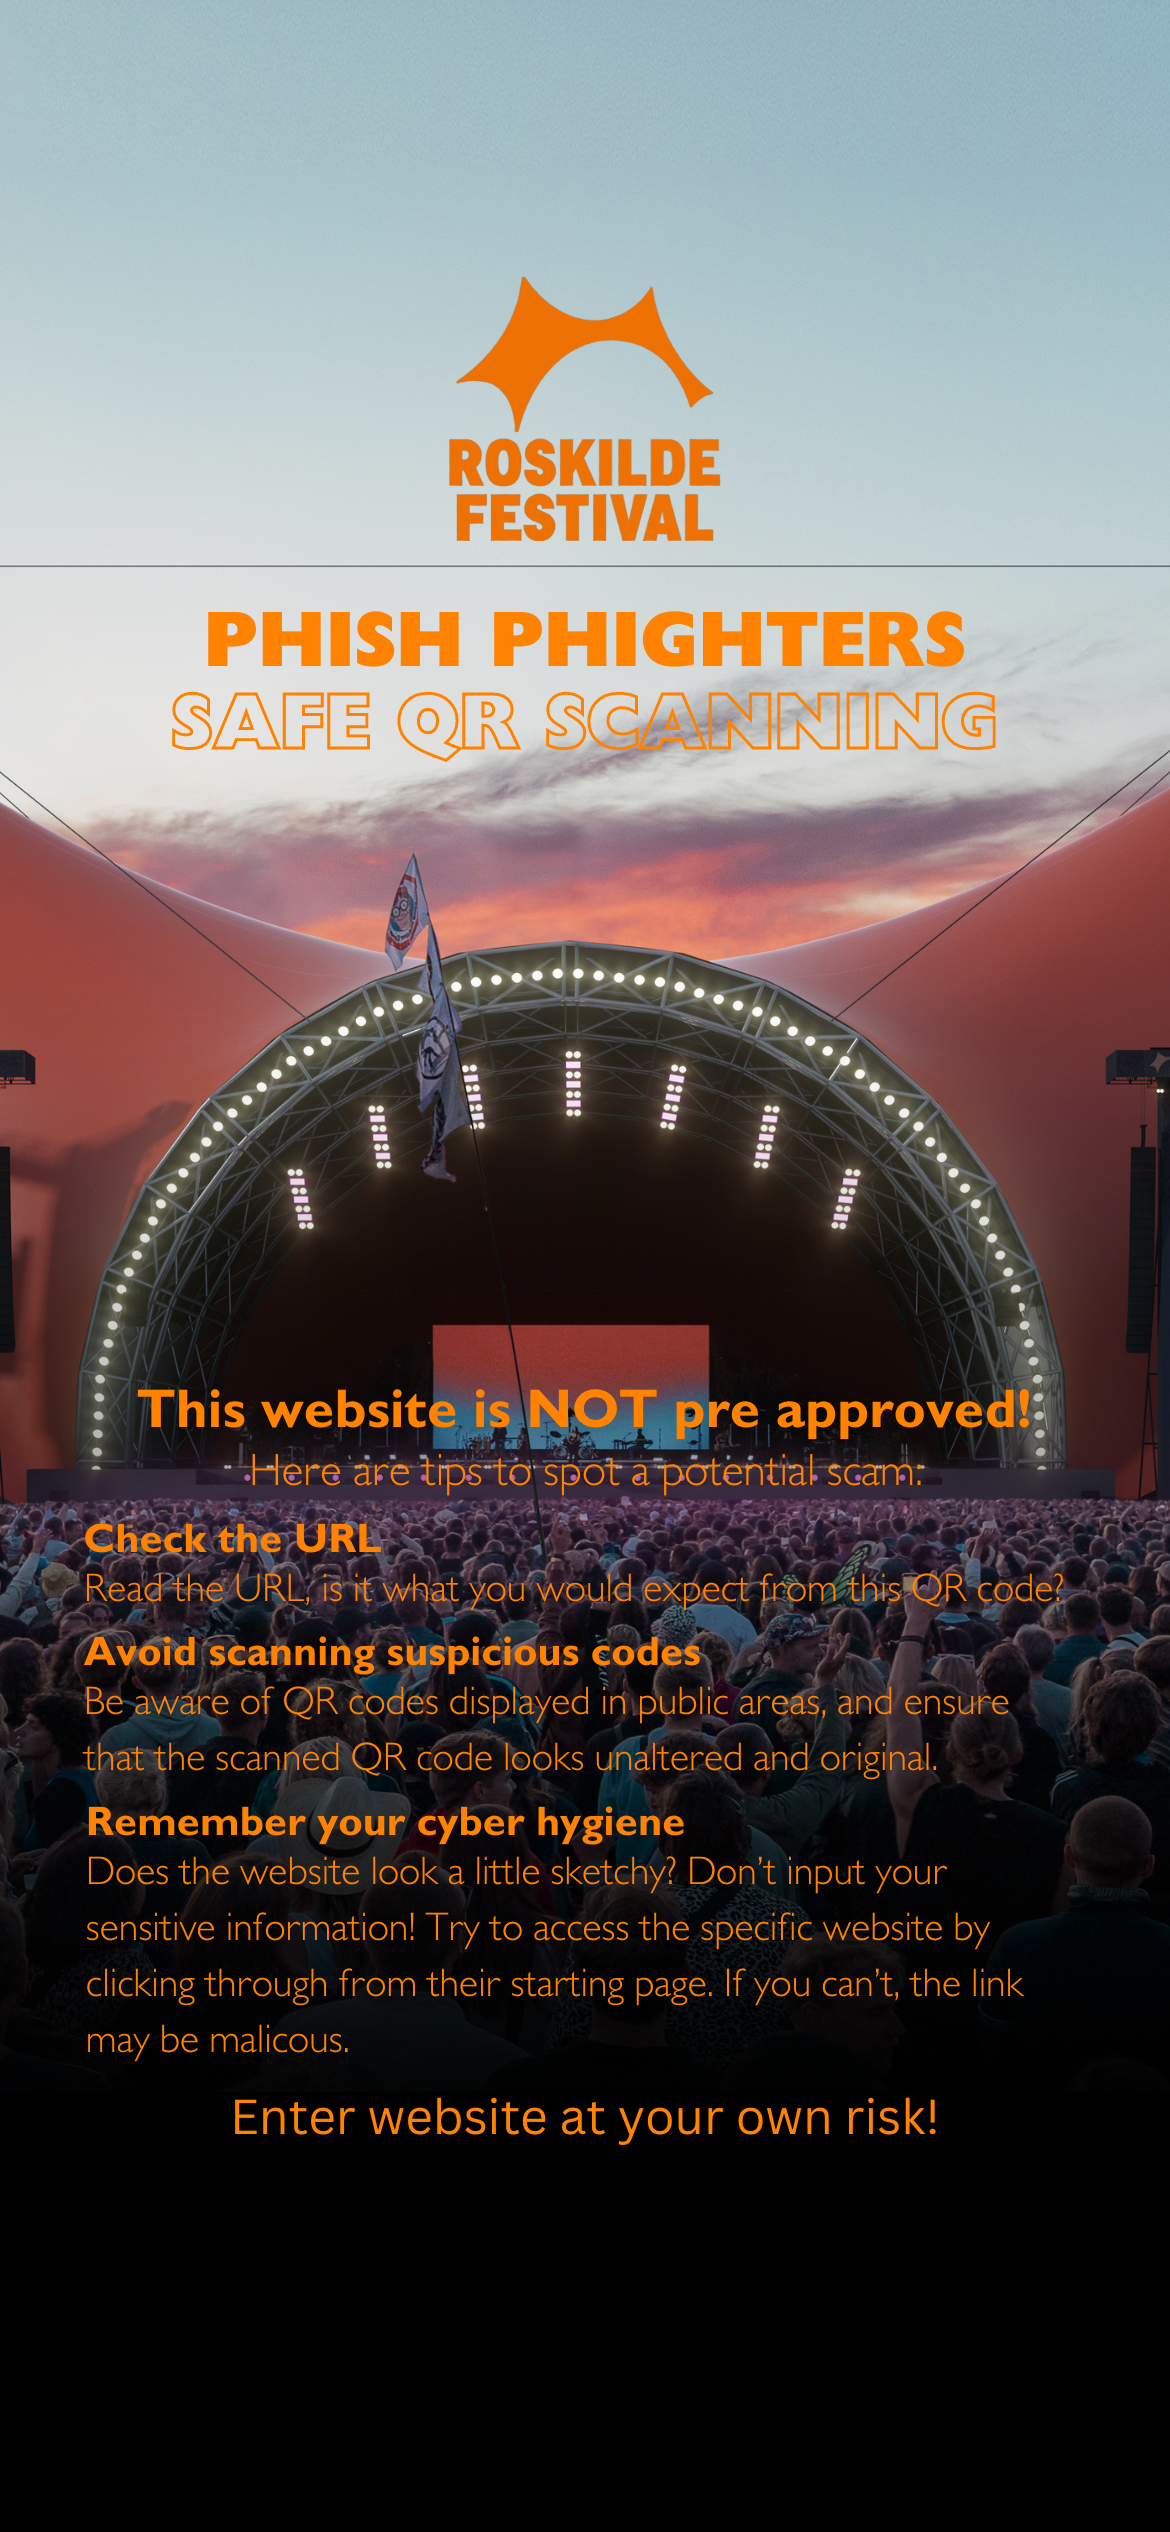 ROSKILDE
FESTIVAL
PHISH PHIGHTERS
SAFE QR SCANNING
This website is NOT pre approved!
Here are tips to spot a potential scam:
Check the URL
Read the URL, is it what you would expect from this QR code?
Avoid scanning suspicious codes
Be aware of QR codes displayed in public areas, and ensure
that the scanned QR code looks unaltered and original.
Remember your cyber hygiene
Does the website look a little sketchy? Don’t input your
sensitive information! Try to access the specific website by
clicking through from their starting page. If you can’t, the link
may be malicous.
Enter website at your own risk!